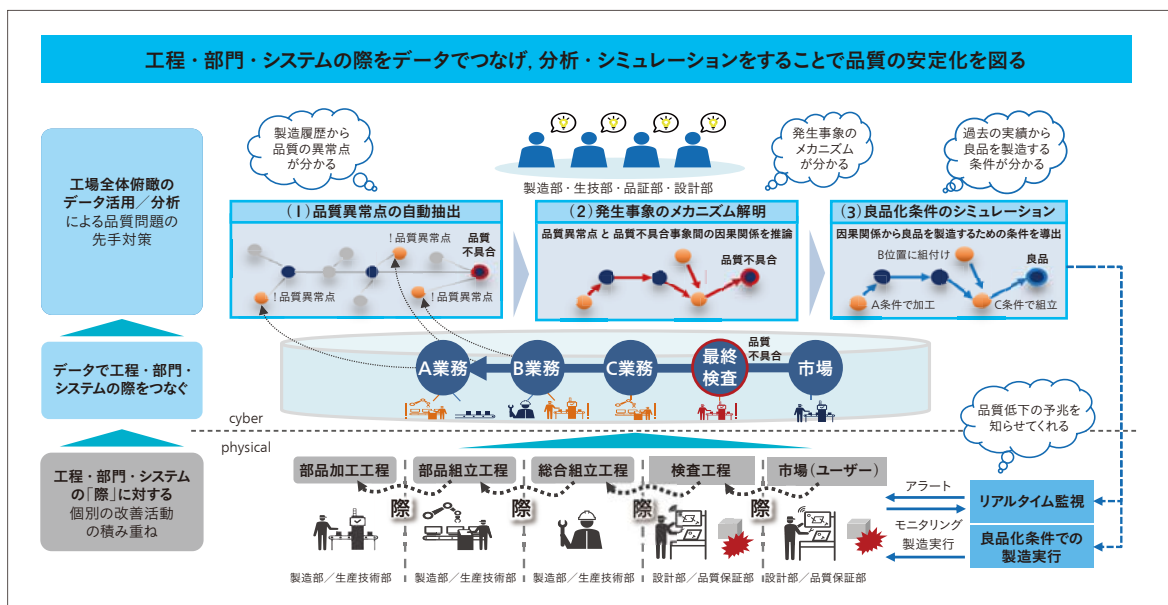 工程・部門・システムの際をデータでつなげ，分析・シミュレーションをすることで品質の安定化を図る
工場全体俯瞰の
データ活用／分析
による品質問題の
先手対策
データで工程・部門・
システムの際をつなぐ
工程・部門・システム
の「際」に対する
個別の改善活動
の積み重ね
製造履歴から
品質の異常点
が分かる
製造部・生技部・品証部・設計部
発生事象の
メカニズム
が分かる
過去の実績から
良品を製造する
条件が分かる
(1)品質異常点の自動抽出
！品質異常点
品質
不具合
！品質異常点
！品質異常点
(2)発生事象のメカニズム解明
品質異常点 と 品質不具合事象間の因果関係を推論
品質不具合
(3)良品化条件のシミュレーション
因果関係から良品を製造するための条件を導出
B位置に組付け
良品
A条件で加工
C条件で組立
A業務
B業務
C業務
最終
検査
品質
不具合
市場
! !
! !
! !
cyber
physical
品質低下の予兆を
知らせてくれる
部品加工工程
部品組立工程
総合組立工程
検査工程
市場（ユーザー）
際
際
際
際
製造部／生産技術部
製造部／生産技術部
製造部／生産技術部
設計部／品質保証部
設計部／品質保証部
アラート
リアルタイム監視
モニタリング
製造実行
良品化条件での
製造実行